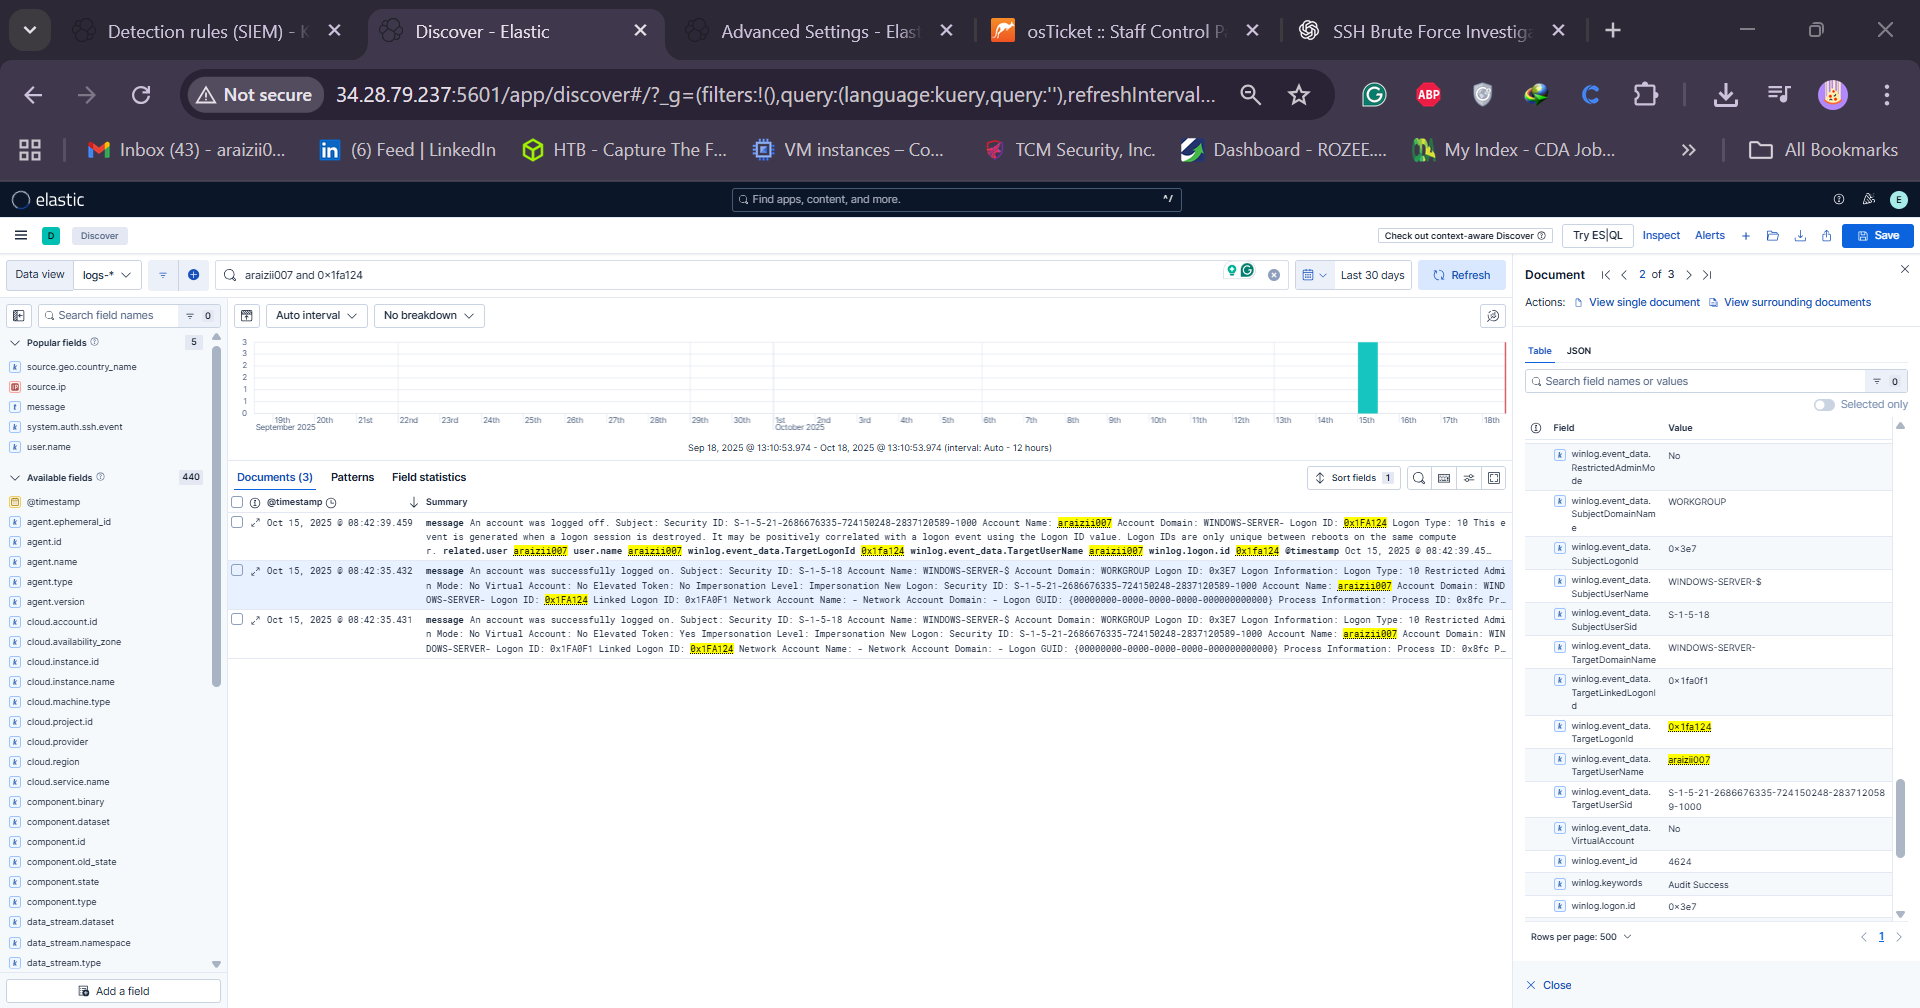 Detection rules (SIEM) - K
Discover - Elastic
Advanced Settings - Elast
osTicket :: Staff Control P
SSH Brute Force Investiga
Not secure
34.28.79.237:5601/app/discover#/?_g=(filters:!(),query:(language:kuery,query:''),refreshInterval...
ABP
Inbox (43) - araizii0...
(6) Feed | LinkedIn
HTB - Capture The F...
VM instances – Co...
TCM Security, Inc.
Dashboard - ROZEE....
My Index - CDA Job...
All Bookmarks
elastic
Find apps, content, and more.
^/
E
D
Discover
Check out context-aware Discover
Try ES|QL
Inspect
Alerts
Save
Data view
logs-*
araizii007 and 0x1fa124
Last 30 days
Refresh
Search field names
0
Popular fields
5
source.geo.country_name
source.ip
message
system.auth.ssh.event
user.name
Available fields
440
@timestamp
agent.ephemeral_id
agent.id
agent.name
agent.type
agent.version
cloud.account.id
cloud.availability_zone
cloud.instance.id
cloud.instance.name
cloud.machine.type
cloud.project.id
cloud.provider
cloud.region
cloud.service.name
component.binary
component.dataset
component.id
component.old_state
component.state
component.type
data_stream.dataset
data_stream.namespace
data_stream.type
Add a field
Auto interval
No breakdown
3
3
2
2
1
1
0
19th 20th 21st 22nd 23rd 24th 25th 26th 27th 28th 29th 30th 1st 2nd 3rd 4th 5th 6th 7th 8th 9th 10th 11th 12th 13th 14th 15th 16th 17th 18th
September 2025
October 2025
Sep 18, 2025 @ 13:10:53.974 - Oct 18, 2025 @ 13:10:53.974 (interval: Auto - 12 hours)
Documents (3)
Patterns
Field statistics
Sort fields 1
@timestamp
Summary
Oct 15, 2025 @ 08:42:39.459
message An account was logged off. Subject: Security ID: S-1-5-21-2686676335-724150248-2837120589-1000 Account Name: araizii007 Account Domain: WINDOWS-SERVER- Logon ID: 0x1FA124 Logon Type: 10 This e
vent is generated when a logon session is destroyed. It may be positively correlated with a logon event using the Logon ID value. Logon IDs are only unique between reboots on the same compute
r. related.user araizii007 user.name araizii007 winlog.event_data.TargetLogonId 0x1fa124 winlog.event_data.TargetUserName araizii007 winlog.logon.id 0x1fa124 @timestamp Oct 15, 2025 @ 08:42:39.45…
Oct 15, 2025 @ 08:42:35.432
message An account was successfully logged on. Subject: Security ID: S-1-5-18 Account Name: WINDOWS-SERVER-$ Account Domain: WORKGROUP Logon ID: 0x3E7 Logon Information: Logon Type: 10 Restricted Admi
n Mode: No Virtual Account: No Elevated Token: No Impersonation Level: Impersonation New Logon: Security ID: S-1-5-21-2686676335-724150248-2837120589-1000 Account Name: araizii007 Account Domain: WIND
OWS-SERVER- Logon ID: 0x1FA124 Linked Logon ID: 0x1FA0F1 Network Account Name: - Network Account Domain: - Logon GUID: {00000000-0000-0000-0000-000000000000} Process Information: Process ID: 0x8fc Pr…
Oct 15, 2025 @ 08:42:35.431
message An account was successfully logged on. Subject: Security ID: S-1-5-18 Account Name: WINDOWS-SERVER-$ Account Domain: WORKGROUP Logon ID: 0x3E7 Logon Information: Logon Type: 10 Restricted Admi
n Mode: No Virtual Account: No Elevated Token: Yes Impersonation Level: Impersonation New Logon: Security ID: S-1-5-21-2686676335-724150248-2837120589-1000 Account Name: araizii007 Account Domain: WIN
DOWS-SERVER- Logon ID: 0x1FA0F1 Linked Logon ID: 0x1FA124 Network Account Name: - Network Account Domain: - Logon GUID: {00000000-0000-0000-0000-000000000000} Process Information: Process ID: 0x8fc P…
Document
2 of 3
Actions:
View single document
View surrounding documents
Table
JSON
Search field names or values
0
Selected only
Field
Value
winlog.event_data.
RestrictedAdminMo
de
No
winlog.event_data.
SubjectDomainNam
e
WORKGROUP
winlog.event_data.
SubjectLogonId
0x3e7
winlog.event_data.
SubjectUserName
WINDOWS-SERVER-$
winlog.event_data.
SubjectUserSid
S-1-5-18
winlog.event_data.
TargetDomainName
WINDOWS-SERVER-
winlog.event_data.
TargetLinkedLogonI
d
0x1fa0f1
winlog.event_data.
TargetLogonId
0x1fa124
winlog.event_data.
TargetUserName
araizii007
winlog.event_data.
TargetUserSid
S-1-5-21-2686676335-724150248-283712058
9-1000
winlog.event_data.
VirtualAccount
No
winlog.event_id
4624
winlog.keywords
Audit Success
winlog.logon.id
0x3e7
Rows per page: 500
1
Close